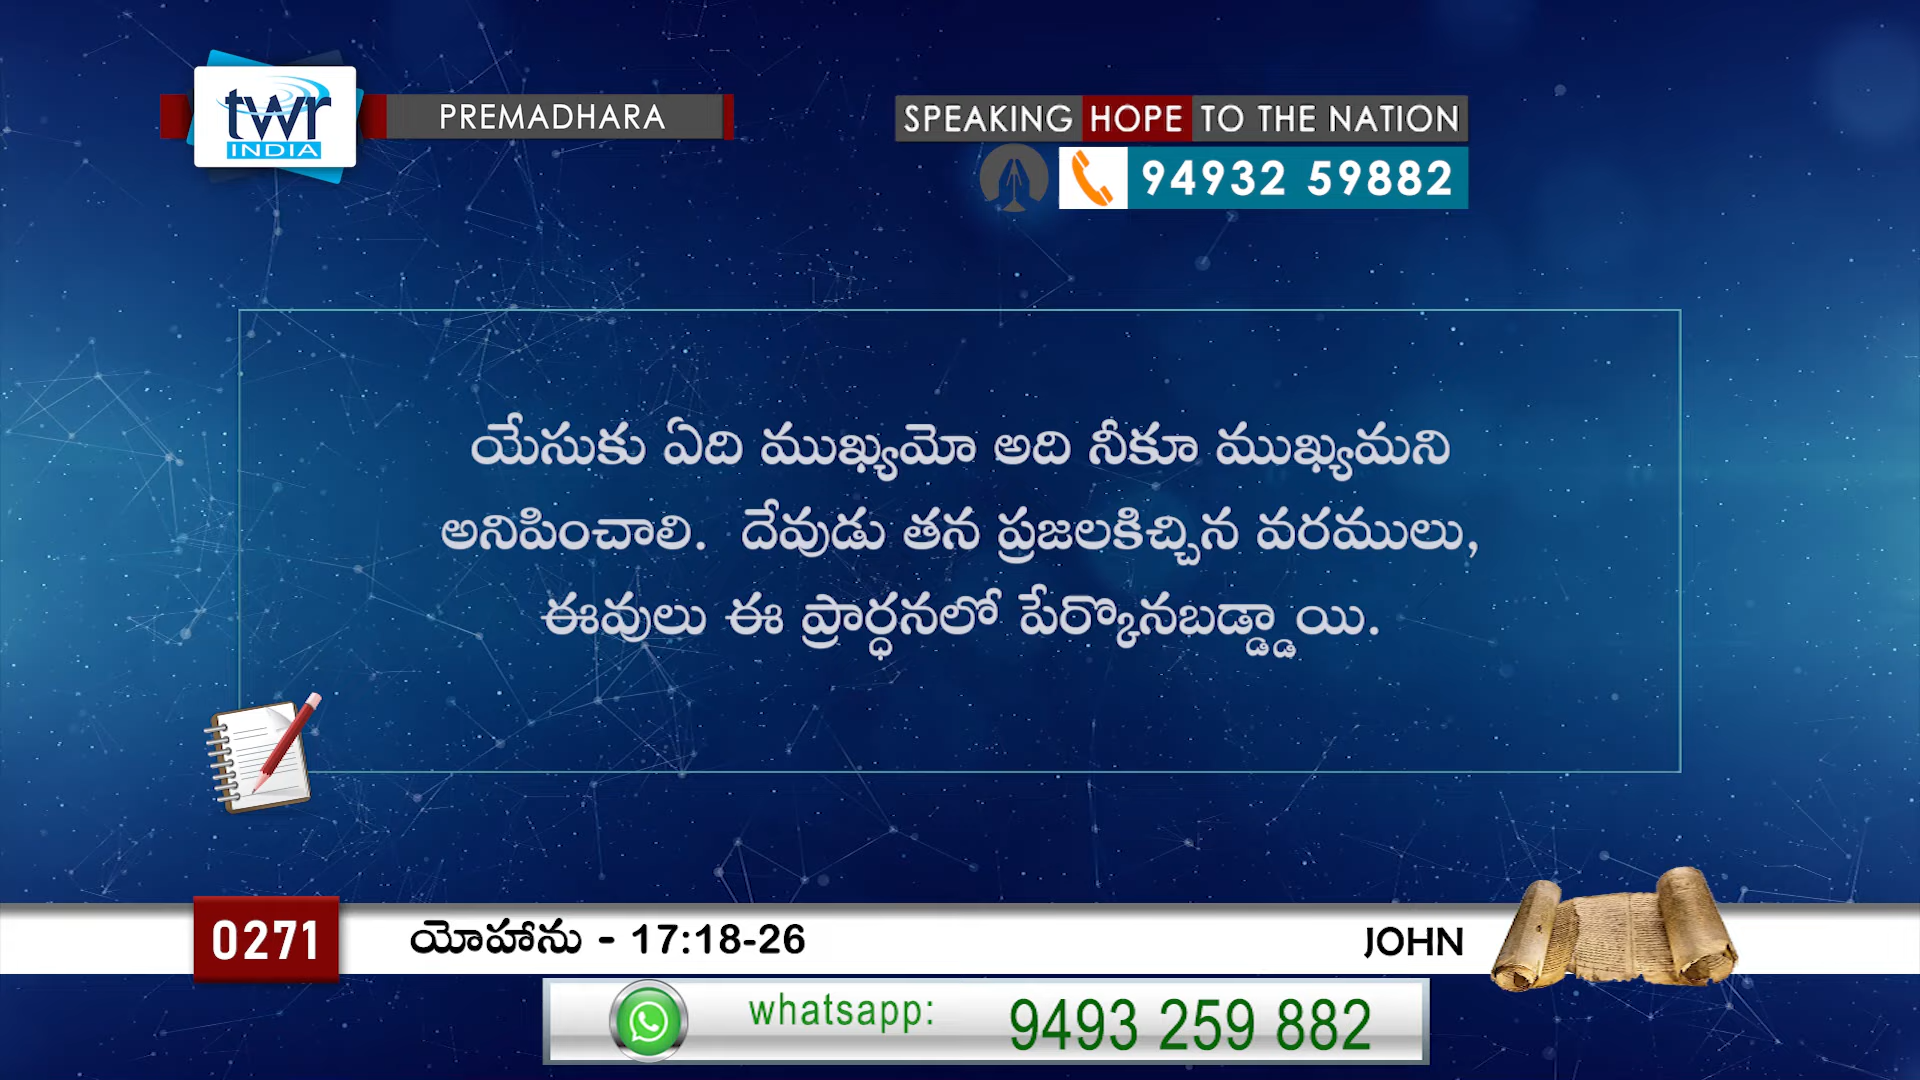 twr
INDIA
PREMADHARA
SPEAKING HOPE TO THE NATION
94932 59882
యేసుకు ఏది ముఖ్యమో అది నీకూ ముఖ్యమని
అనిపించాలి.  దేవుడు తన ప్రజలకిచ్చిన వరములు,
ఈవులు ఈ ప్రార్ధనలో పేర్కొనబడ్డాయి.
0271
యోహాను - 17:18-26
JOHN
whatsapp: 9493 259 882